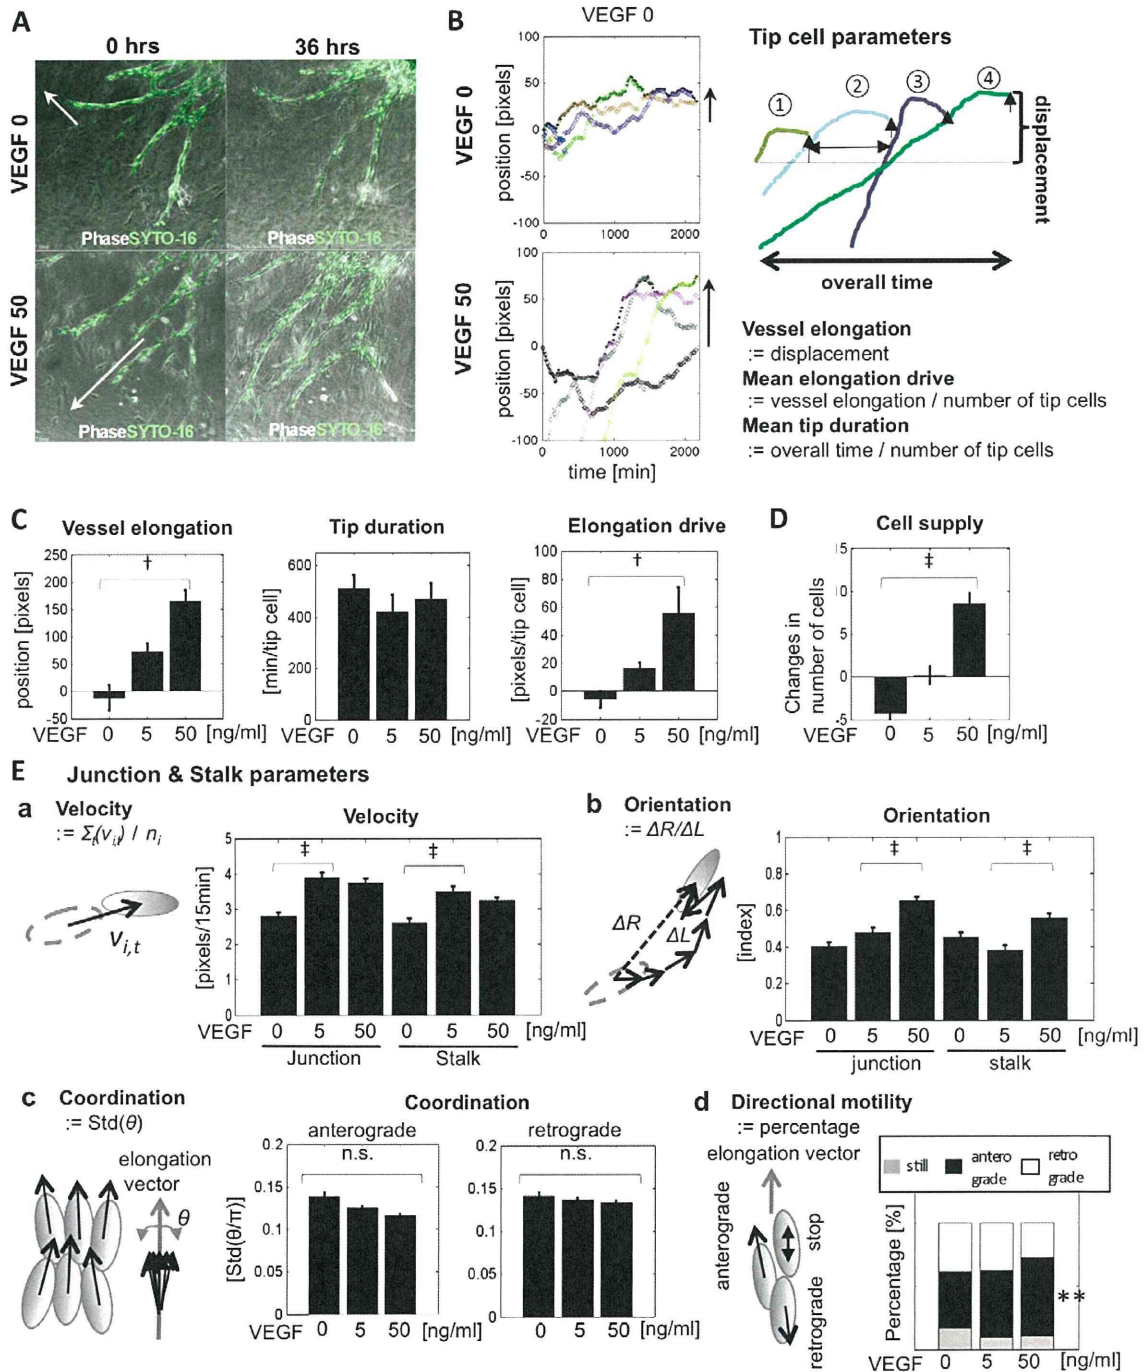 A
0 hrs
36 hrs
VEGF 0
VEGF 50
PhaseSYTO-16
PhaseSYTO-16
PhaseSYTO-16
PhaseSYTO-16
B
VEGF 0
VEGF 0
position [pixels]
100
50
0
-50
-100
0
1000
2000
VEGF 50
position [pixels]
100
50
0
-50
-100
0
1000
2000
time [min]
Tip cell parameters
① ② ③ ④
displacement
overall time
Vessel elongation
:= displacement
Mean elongation drive
:= vessel elongation / number of tip cells
Mean tip duration
:= overall time / number of tip cells
C
Vessel elongation
position [pixels]
250
200
150
100
50
0
-50
†
VEGF 0 5 50 [ng/ml]
Tip duration
[min/tip cell]
600
400
200
0
VEGF 0 5 50 [ng/ml]
Elongation drive
[pixels/tip cell]
100
80
60
40
20
0
-20
†
VEGF 0 5 50 [ng/ml]
D
Cell supply
Changes in
number of cells
15
10
5
0
-5
‡
VEGF 0 5 50 [ng/ml]
E Junction & Stalk parameters
a Velocity
:= Σt(vi,t) / ni
vi,t
Velocity
[pixels/15min]
5
4
3
2
1
0
‡ ‡
VEGF 0 5 50 0 5 50 [ng/ml]
Junction Stalk
b Orientation
:= ΔR/ΔL
ΔR
ΔL
Orientation
[index]
1
0.8
0.6
0.4
0.2
0
‡ ‡
VEGF 0 5 50 0 5 50 [ng/ml]
junction stalk
c Coordination
:= Std(θ)
elongation
vector
θ
Coordination
anterograde
n.s.
[Std(θ/π)]
0.2
0.15
0.1
0.05
0
VEGF 0 5 50 [ng/ml]
retrograde
n.s.
0.2
0.15
0.1
0.05
0
0 5 50 [ng/ml]
d Directional motility
:= percentage
elongation vector
anterograde
stop
retrograde
still
antero
grade
retro
grade
Percentage [%]
**
VEGF 0 5 50 [ng/ml]